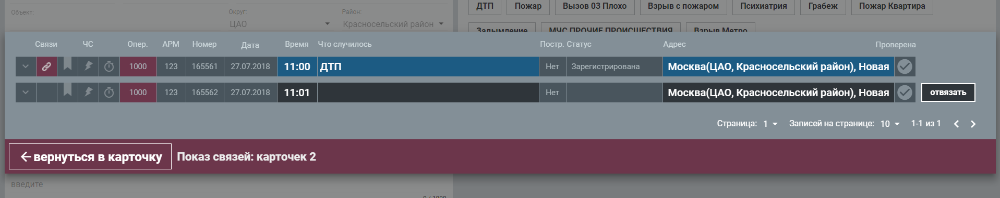 ДТП Пожар Вызов 03 Плохо Взрыв с пожаром Психиатрия Грабеж Пожар Квартира
Объект: Округ: Район:
ЦАО Красносельский район
Задымление МЧС ПРОЧИЕ ПРОИСШЕСТВИЯ Взрыв Метро
Связи ЧС Опер. АРМ Номер Дата Время Что случилось Постр. Статус Адрес Проверена
1000 123 165561 27.07.2018 11:00 ДТП Нет Зарегистрирована Москва(ЦАО, Красносельский район), Новая
1000 123 165562 27.07.2018 11:01 Нет Москва(ЦАО, Красносельский район), Новая отвязать
Страница: 1 Записей на странице: 10 1-1 из 1
вернуться в карточку Показ связей: карточек 2
введите
0 / 1000